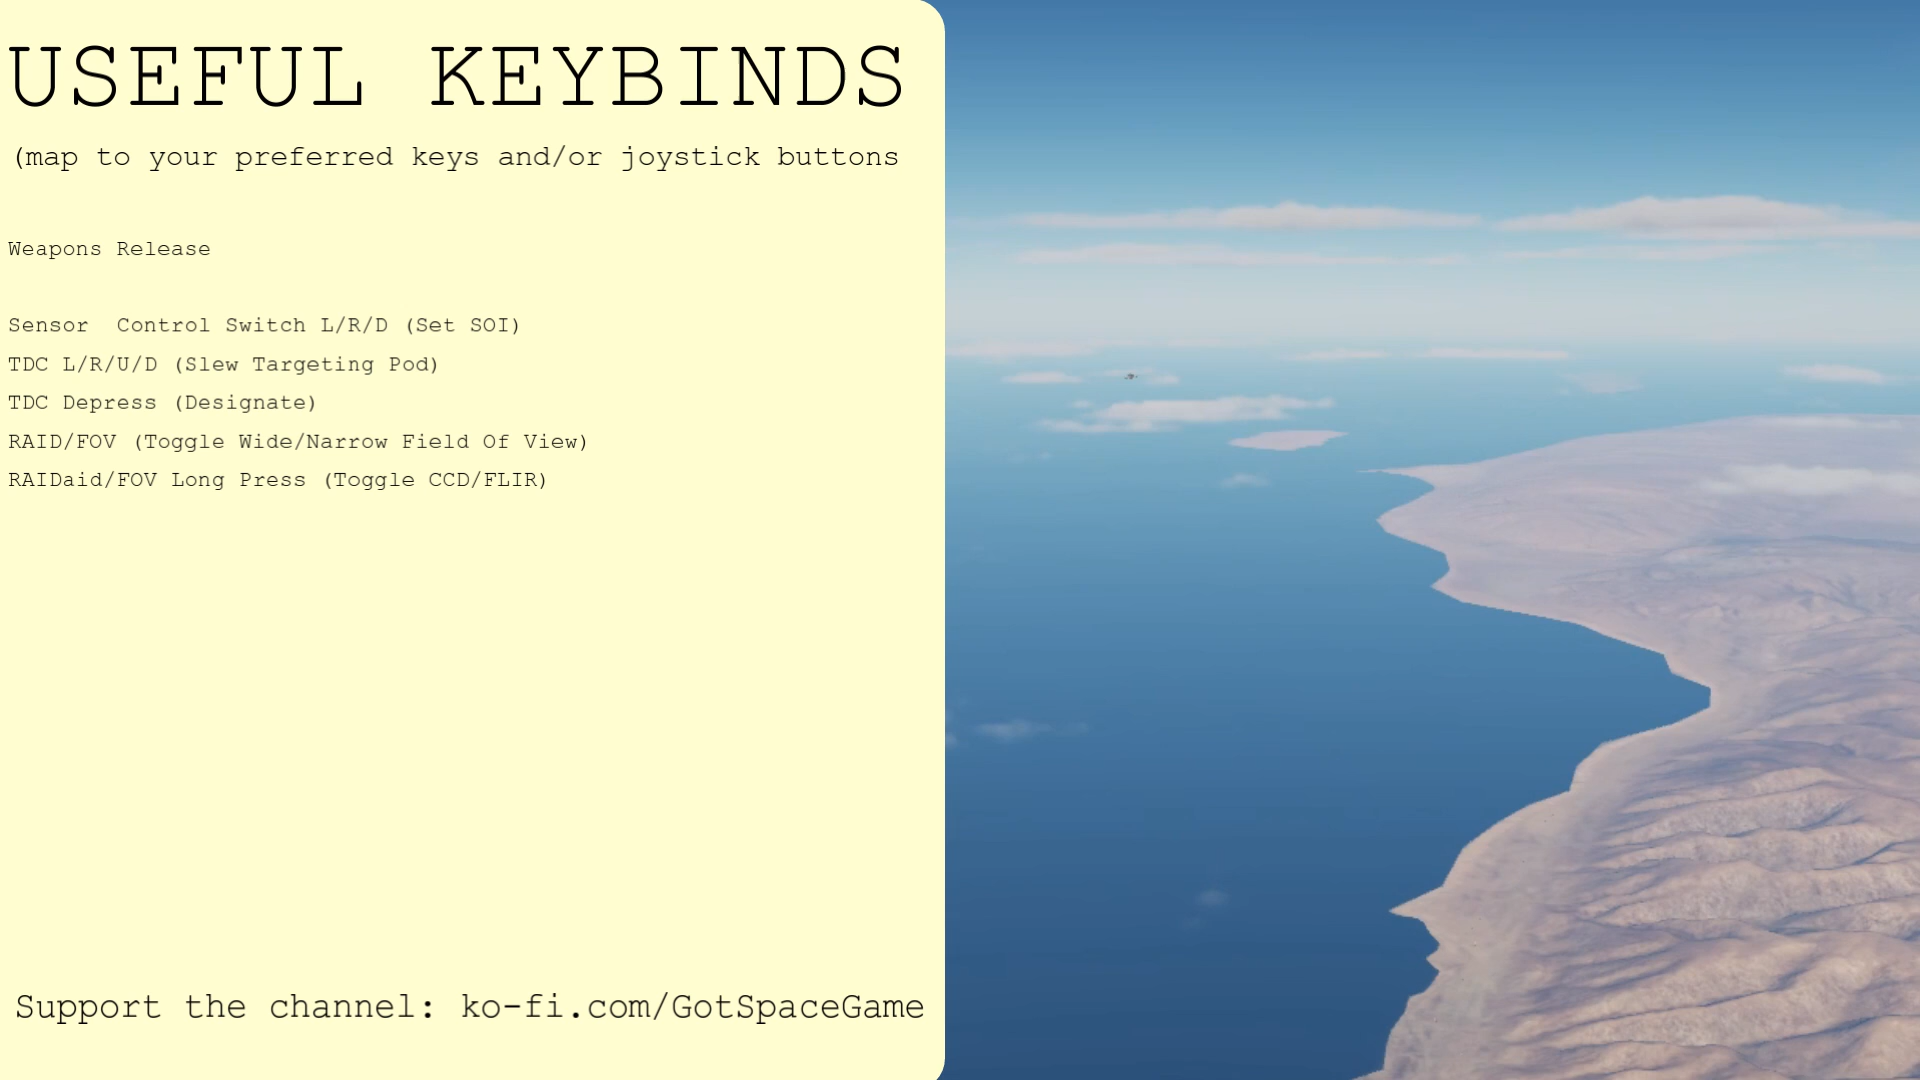 USEFUL KEYBINDS
(map to your preferred keys and/or joystick buttons
Weapons Release
Sensor  Control Switch L/R/D (Set SOI)
TDC L/R/U/D (Slew Targeting Pod)
TDC Depress (Designate)
RAID/FOV (Toggle Wide/Narrow Field Of View)
RAIDaid/FOV Long Press (Toggle CCD/FLIR)
Support the channel: ko-fi.com/GotSpaceGame